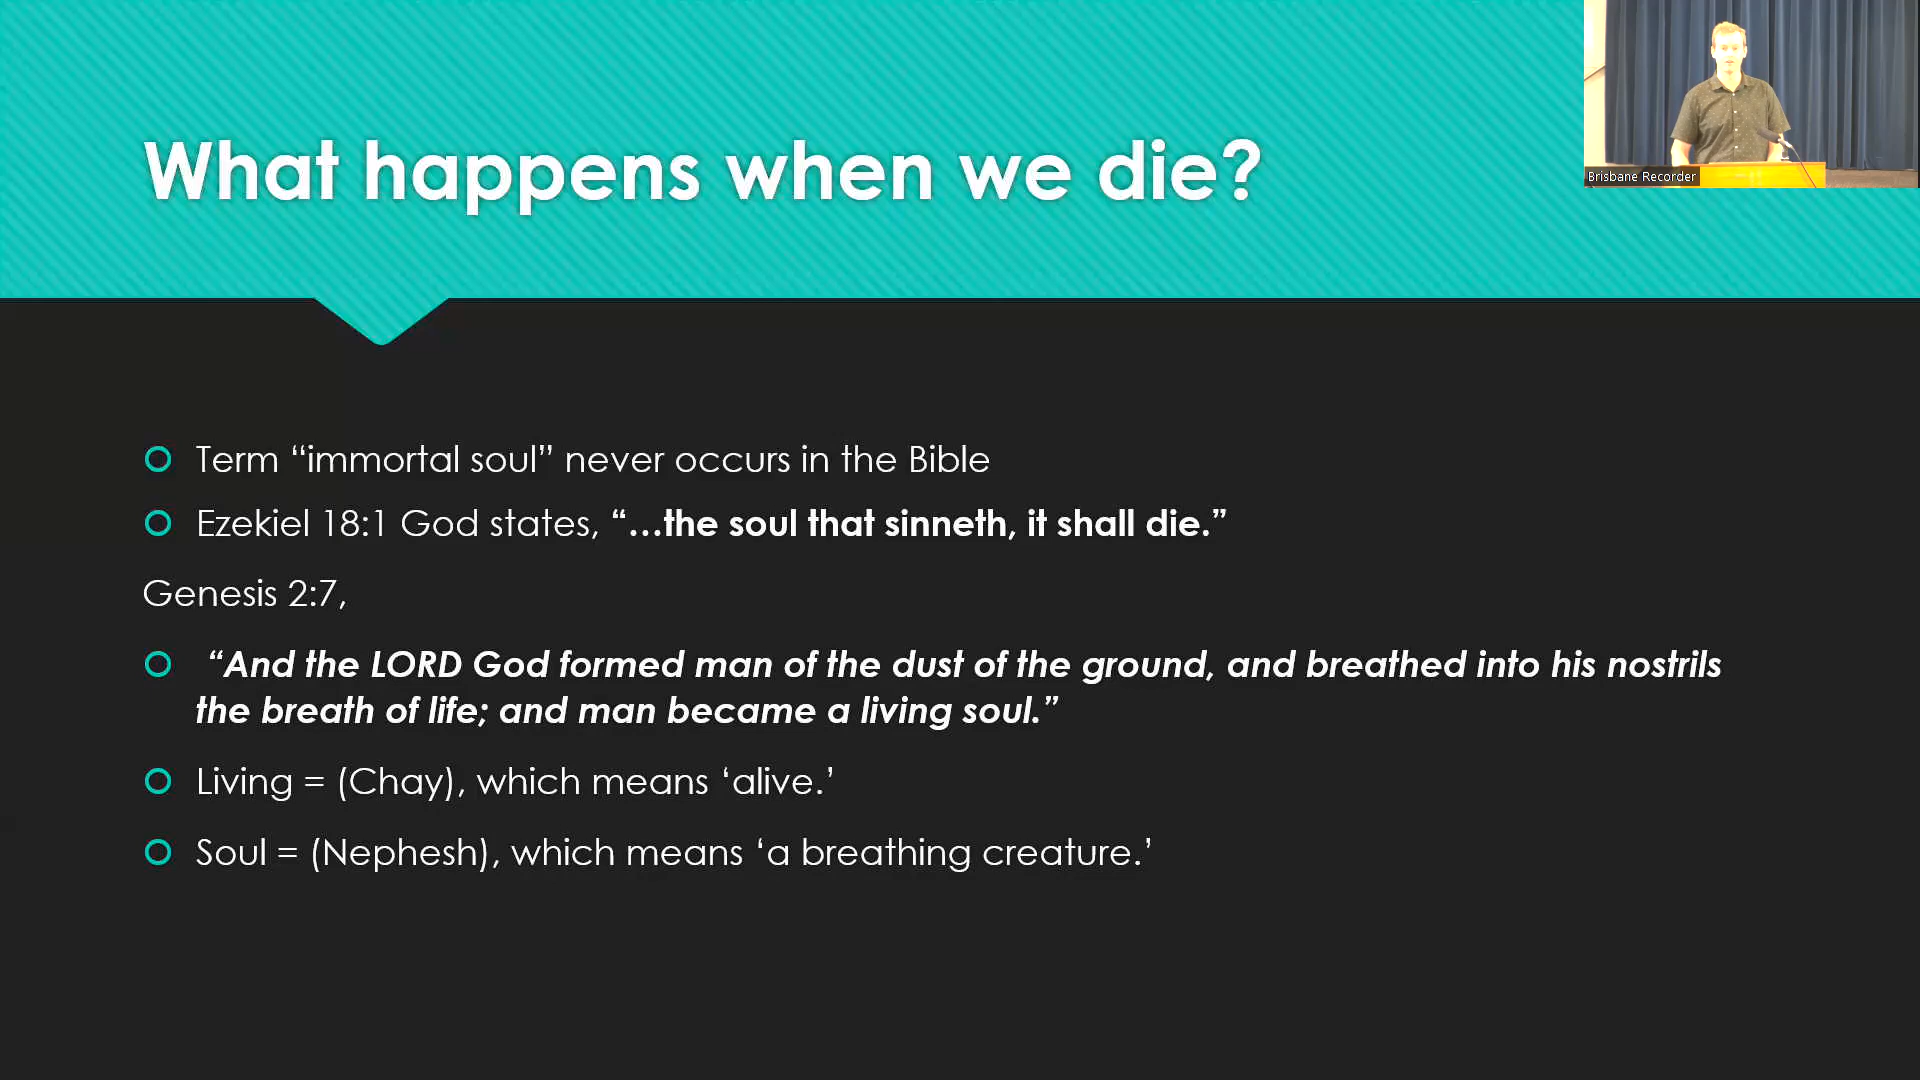 What happens when we die?
Brisbane Recorder
Term “immortal soul” never occurs in the Bible
Ezekiel 18:1 God states, “...the soul that sinneth, it shall die.”
Genesis 2:7,
“And the LORD God formed man of the dust of the ground, and breathed into his nostrils
the breath of life; and man became a living soul.”
Living = (Chay), which means ‘alive.’
Soul = (Nephesh), which means ‘a breathing creature.’